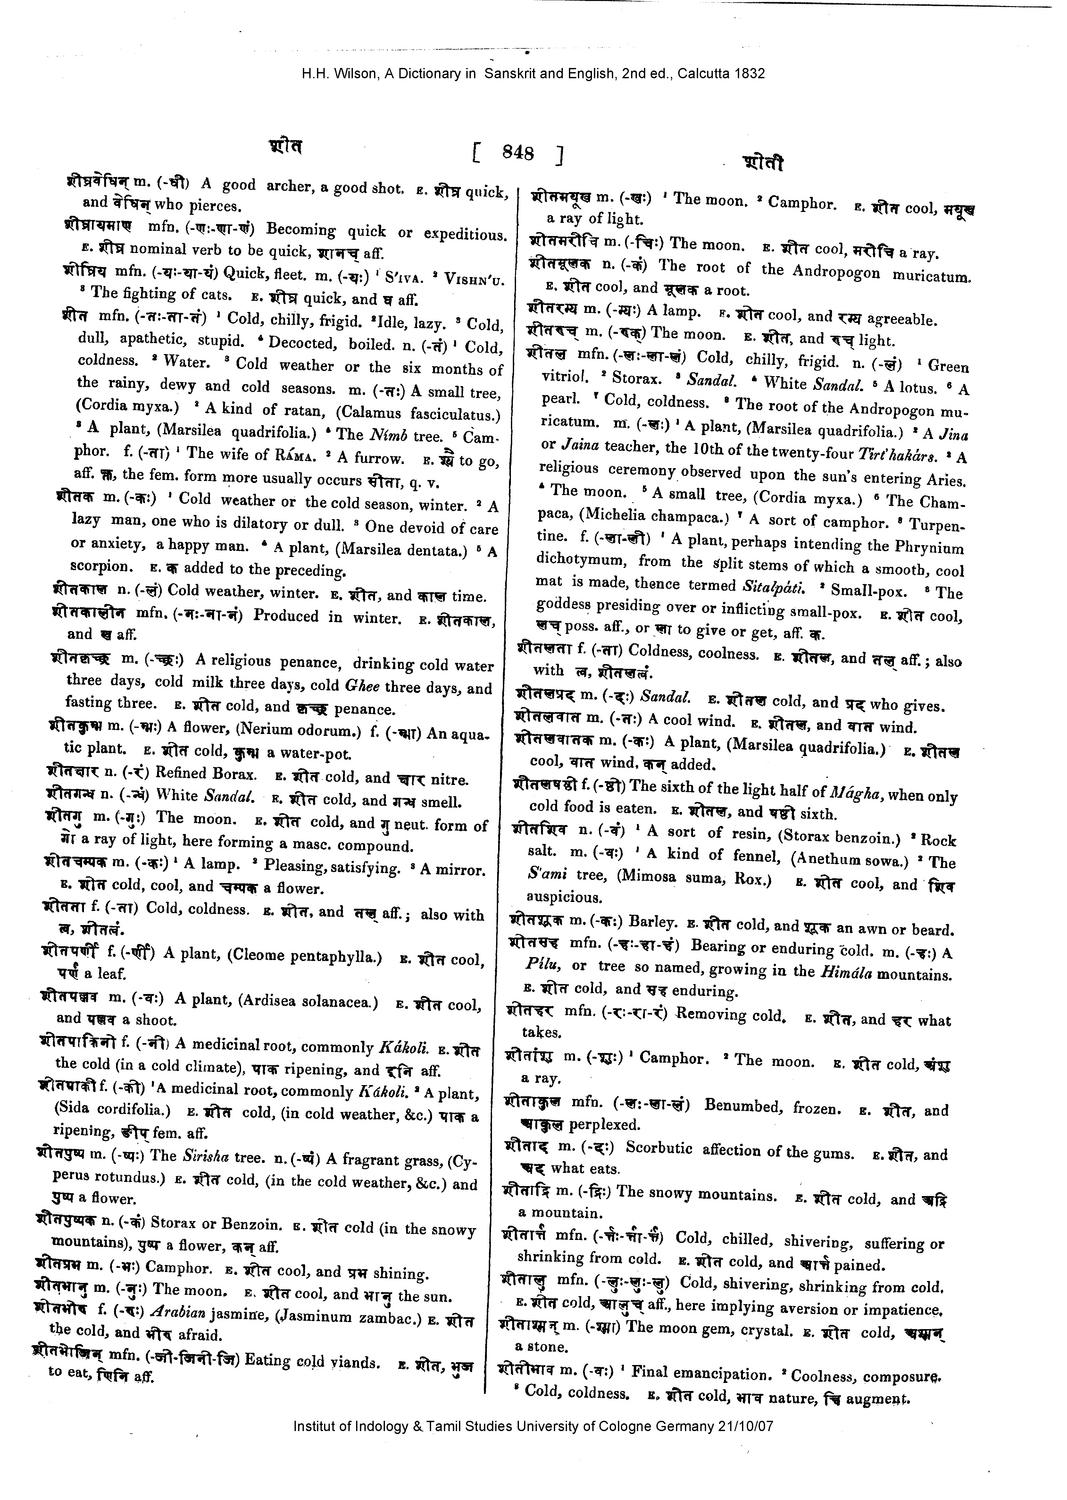 H.H. Wilson, A Dictionary in Sanskrit and English, 2nd ed., Calcutta 1832
शीत [ 848 ] शीती
शीघ्रवेधिन् m. (-धी) A good archer, a good shot. E. शीघ्र quick,
and वेधिन् who pierces.
शीघ्रायमाण mfn. (-णः-णा-णं) Becoming quick or expeditious.
E. शीघ्र nominal verb to be quick, शानच् aff.
शीघ्रिय mfn. (-यः-या-यं) Quick, fleet. m. (-यः) ¹ S'IVA. ² VISHN'U.
³ The fighting of cats. E. शीघ्र quick, and घ aff.
शीत mfn. (-तः-ता-तं) ¹ Cold, chilly, frigid. ² Idle, lazy. ³ Cold,
dull, apathetic, stupid. ⁴ Decocted, boiled. n. (-तं) ¹ Cold,
coldness. ² Water. ³ Cold weather or the six months of
the rainy, dewy and cold seasons. m. (-तः) A small tree,
(Cordia myxa.) ² A kind of ratan, (Calamus fasciculatus.)
³ A plant, (Marsilea quadrifolia.) ⁴ The Nimb tree. ⁵ Cam-
phor. f. (-ता) ¹ The wife of RÁMA. ² A furrow. E. श्यै to go,
aff. क्त, the fem. form more usually occurs सीता, q. v.
शीतक m. (-कः) ¹ Cold weather or the cold season, winter. ² A
lazy man, one who is dilatory or dull. ³ One devoid of care
or anxiety, a happy man. ⁴ A plant, (Marsilea dentata.) ⁵ A
scorpion. E. क added to the preceding.
शीतकाल n. (-लं) Cold weather, winter. E. शीत, and काल time.
शीतकालीन mfn. (-नः-ना-नं) Produced in winter. E. शीतकाल,
and ख aff.
शीतकृच्छ्र m. (-च्छ्रः) A religious penance, drinking cold water
three days, cold milk three days, cold Ghee three days, and
fasting three. E. शीत cold, and कृच्छ्र penance.
शीतकुम्भ m. (-म्भः) A flower, (Nerium odorum.) f. (-म्भा) An aqua-
tic plant. E. शीत cold, कुम्भ a water-pot.
शीतक्षार n. (-रं) Refined Borax. E. शीत cold, and क्षार nitre.
शीतगन्ध n. (-न्धं) White Sandal. E. शीत cold, and गन्ध smell.
शीतगु m. (-गुः) The moon. E. शीत cold, and गु neut. form of
गो a ray of light, here forming a masc. compound.
शीतचम्पक m. (-कः) ¹ A lamp. ² Pleasing, satisfying. ³ A mirror.
E. शीत cold, cool, and चम्पक a flower.
शीतता f. (-ता) Cold, coldness. E. शीत, and तल् aff.; also with
त्व, शीतत्वं.
शीतपर्णी f. (-र्णी) A plant, (Cleome pentaphylla.) E. शीत cool,
पर्ण a leaf.
शीतपल्लव m. (-वः) A plant, (Ardisea solanacea.) E. शीत cool,
and पल्लव a shoot.
शीतपाकिनी f. (-नी) A medicinal root, commonly Kákoli. E. शीत
the cold (in a cold climate), पाक ripening, and इनि aff.
शीतपाकी f. (-की) ¹ A medicinal root, commonly Kákoli. ² A plant,
(Sida cordifolia.) E. शीत cold, (in cold weather, &c.) पाक a
ripening, ङीप् fem. aff.
शीतपुष्प m. (-ष्पः) The Sirisha tree. n. (-ष्पं) A fragrant grass, (Cy-
perus rotundus.) E. शीत cold, (in the cold weather, &c.) and
पुष्प a flower.
शीतपुष्पक n. (-कं) Storax or Benzoin. E. शीत cold (in the snowy
mountains), पुष्प a flower, कन् aff.
शीतप्रभ m. (-भः) Camphor. E. शीत cool, and प्रभ shining.
शीतभानु m. (-नुः) The moon. E. शीत cool, and भानु the sun.
शीतभीरु f. (-रुः) Arabian jasmine, (Jasminum zambac.) E. शीत
the cold, and भीरु afraid.
शीतभोजिन् mfn. (-जी-जिनी-जि) Eating cold viands. E. शीत, भुज
to eat, णिनि aff.
शीतमयूख m. (-खः) ¹ The moon. ² Camphor. E. शीत cool, मयूख
a ray of light.
शीतमरीचि m. (-चिः) The moon. E. शीत cool, मरीचि a ray.
शीतमूलक n. (-कं) The root of the Andropogon muricatum.
E. शीत cool, and मूलक a root.
शीतरम्य m. (-म्यः) A lamp. E. शीत cool, and रम्य agreeable.
शीतरुच् m. (-रुक्) The moon. E. शीत, and रुच् light.
शीतल mfn. (-लः-ला-लं) Cold, chilly, frigid. n. (-लं) ¹ Green
vitriol. ² Storax. ³ Sandal. ⁴ White Sandal. ⁵ A lotus. ⁶ A
pearl. ⁷ Cold, coldness. ⁸ The root of the Andropogon mu-
ricatum. m. (-लः) ¹ A plant, (Marsilea quadrifolia.) ² A Jina
or Jaina teacher, the 10th of the twenty-four Tírt'hakárs. ³ A
religious ceremony observed upon the sun's entering Aries.
⁴ The moon. ⁵ A small tree, (Cordia myxa.) ⁶ The Cham-
paca, (Michelia champaca.) ⁷ A sort of camphor. ⁸ Turpen-
tine. f. (-ला-ली) ¹ A plant, perhaps intending the Phrynium
dichotymum, from the split stems of which a smooth, cool
mat is made, thence termed Sitalpáti. ² Small-pox. ³ The
goddess presiding over or inflicting small-pox. E. शीत cool,
लच् poss. aff., or ला to give or get, aff. क.
शीतलता f. (-ता) Coldness, coolness. E. शीतल, and तल् aff.; also
with त्व, शीतलत्वं.
शीतलप्रद m. (-दः) Sandal. E. शीतल cold, and प्रद who gives.
शीतलवात m. (-तः) A cool wind. E. शीतल, and वात wind.
शीतलवातक m. (-कः) A plant, (Marsilea quadrifolia.) E. शीतल
cool, वात wind, कन् added.
शीतलषष्ठी f. (-ष्ठी) The sixth of the light half of Mágha, when only
cold food is eaten. E. शीतल, and षष्ठी sixth.
शीतशिव n. (-वं) ¹ A sort of resin, (Storax benzoin.) ² Rock
salt. m. (-वः) ¹ A kind of fennel, (Anethum sowa.) ² The
S'ami tree, (Mimosa suma, Rox.) E. शीत cool, and शिव
auspicious.
शीतशूक m. (-कः) Barley. E. शीत cold, and शूक an awn or beard.
शीतसह mfn. (-हः-हा-हं) Bearing or enduring cold. m. (-हः) A
Pílu, or tree so named, growing in the Himála mountains.
E. शीत cold, and सह enduring.
शीतहर mfn. (-रः-रा-रं) Removing cold. E. शीत, and हर what
takes.
शीतांशु m. (-शुः) ¹ Camphor. ² The moon. E. शीत cold, अंशु
a ray.
शीताकुल mfn. (-लः-ला-लं) Benumbed, frozen. E. शीत, and
आकुल perplexed.
शीताद m. (-दः) Scorbutic affection of the gums. E. शीत, and
अद what eats.
शीताद्रि m. (-द्रिः) The snowy mountains. E. शीत cold, and अद्रि
a mountain.
शीतार्त्त mfn. (-र्त्तः-र्त्ता-र्त्तं) Cold, chilled, shivering, suffering or
shrinking from cold. E. शीत cold, and आर्त्त pained.
शीतालु mfn. (-लुः-लुः-लु) Cold, shivering, shrinking from cold.
E. शीत cold, आलुच् aff., here implying aversion or impatience.
शीताश्मन् m. (-श्मा) The moon gem, crystal. E. शीत cold, अश्मन्
a stone.
शीतीभाव m. (-वः) ¹ Final emancipation. ² Coolness, composure.
³ Cold, coldness. E. शीत cold, भाव nature, च्वि augment.
Institut of Indology & Tamil Studies University of Cologne Germany 21/10/07